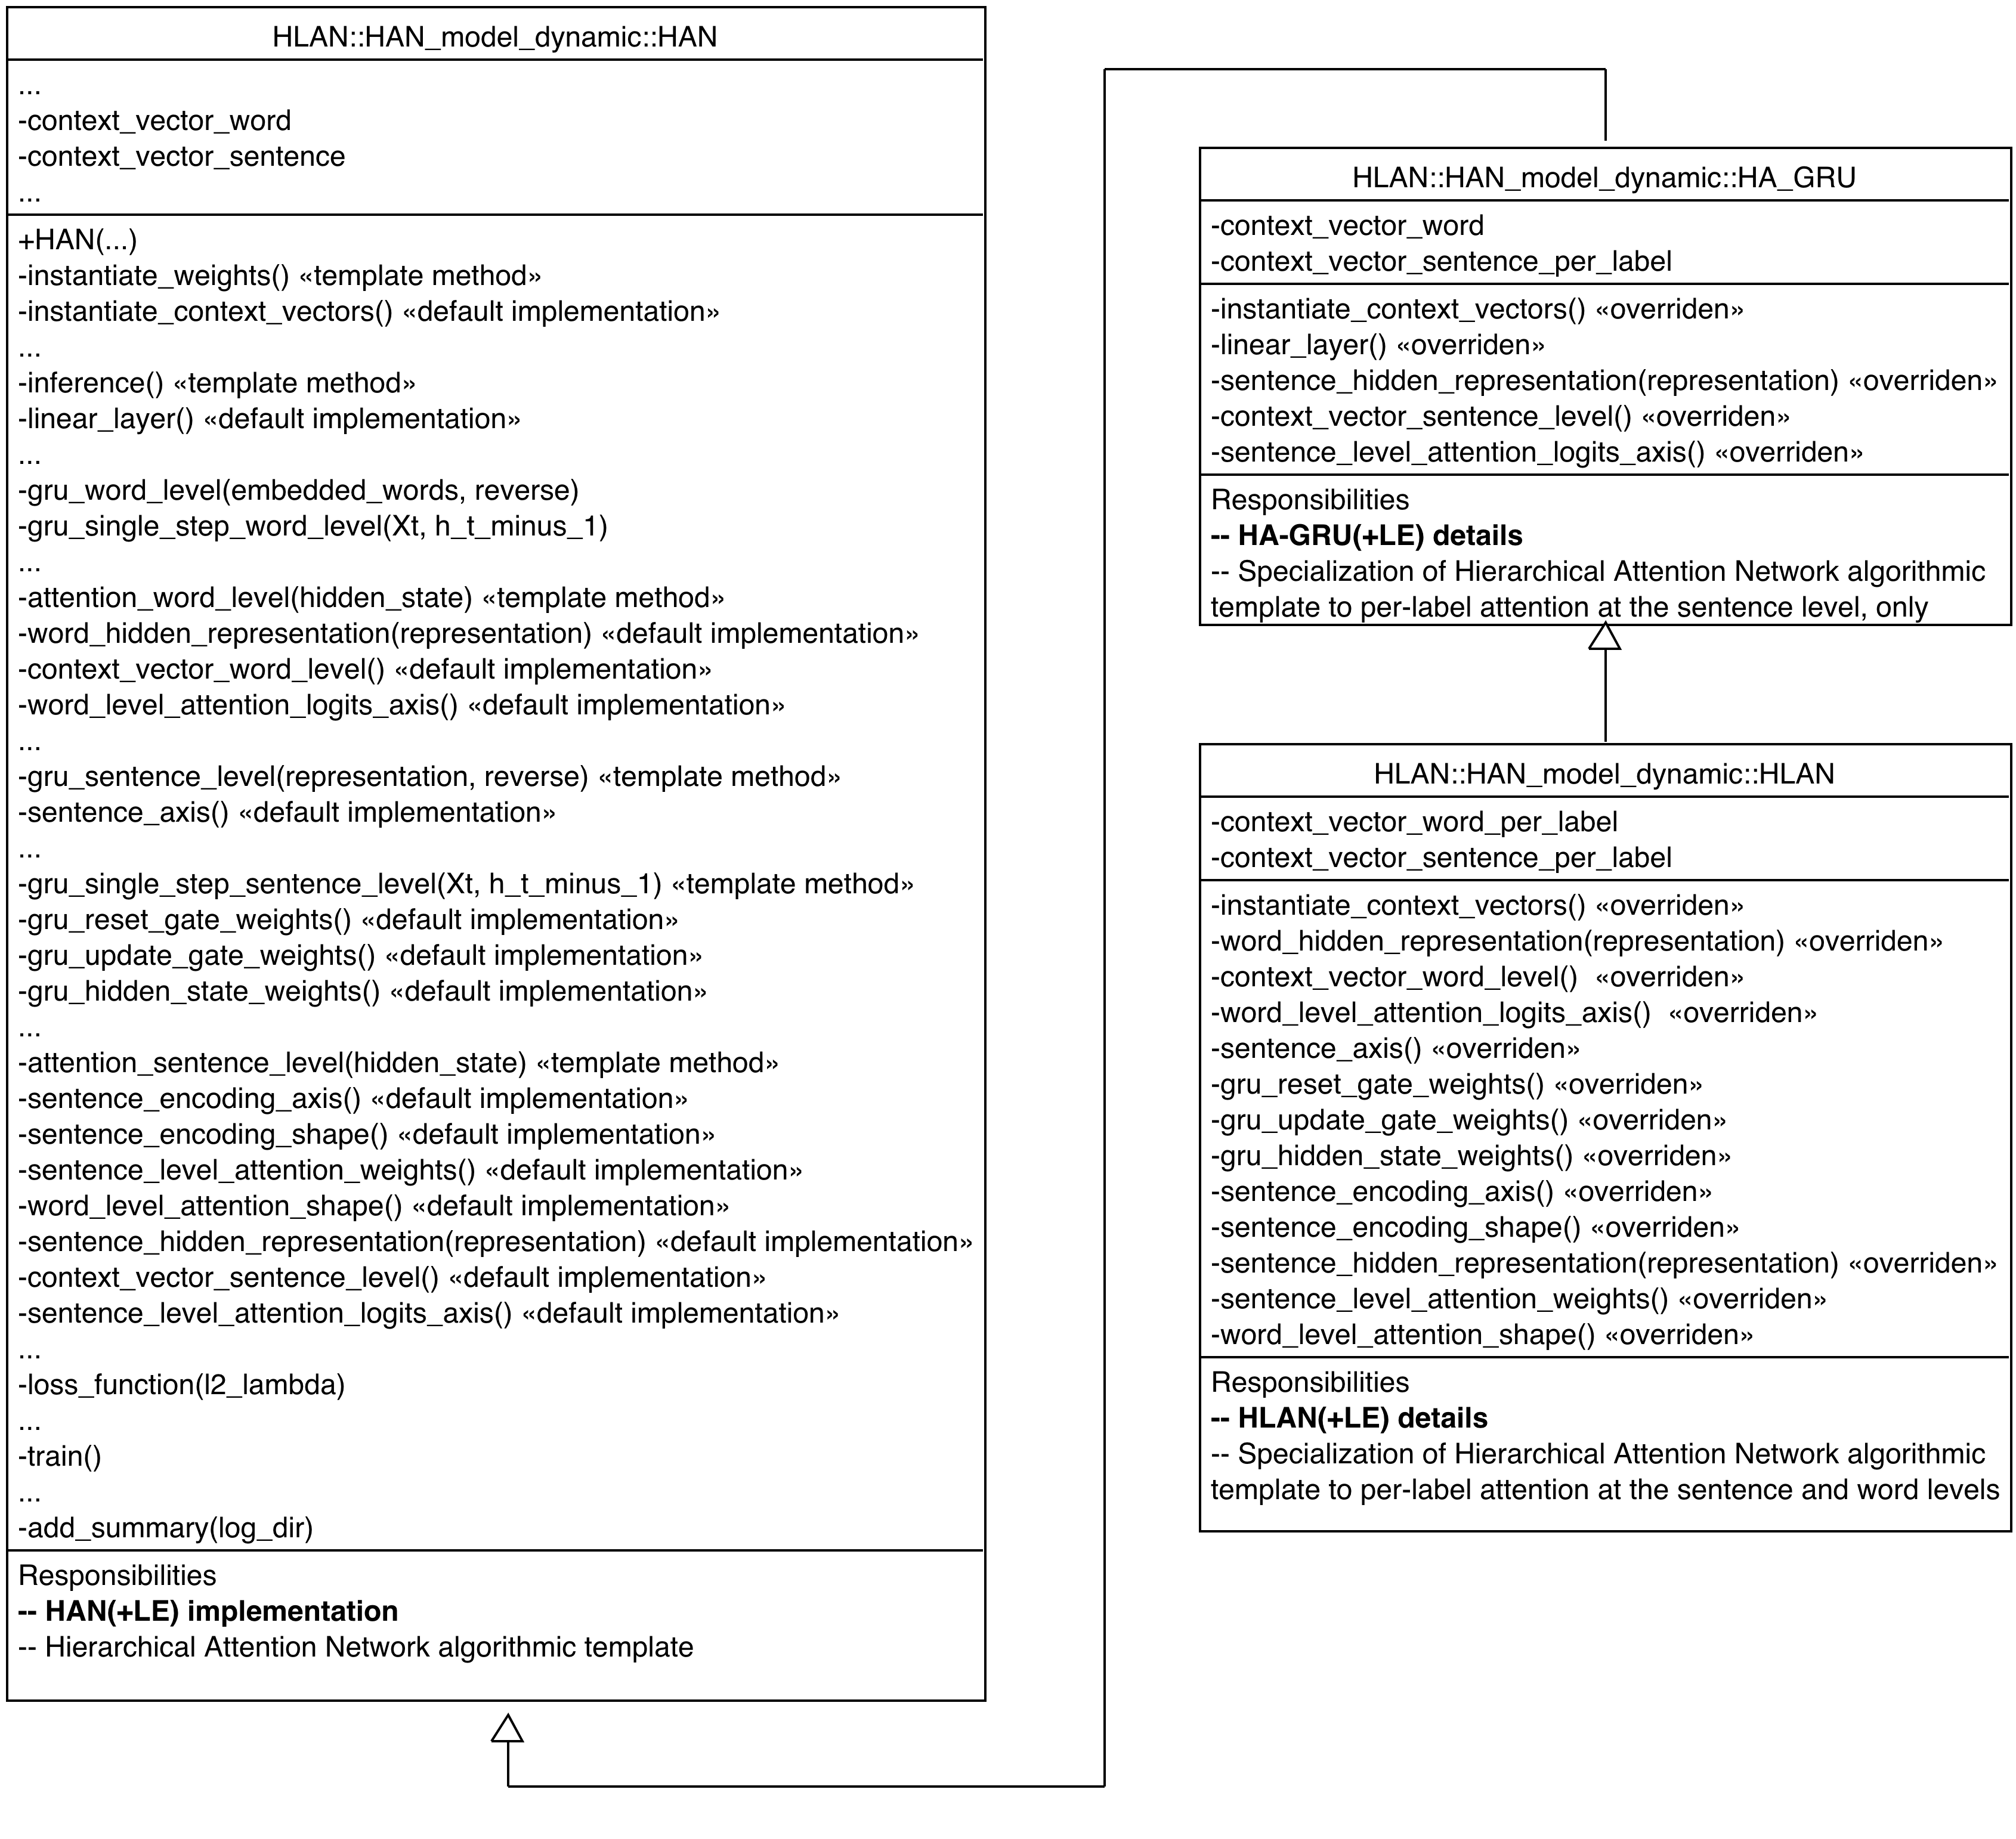 HLAN::HAN_model_dynamic::HAN
...
-context_vector_word
-context_vector_sentence
...
+HAN(...)
-instantiate_weights() «template method»
-instantiate_context_vectors() «default implementation»
...
-inference() «template method»
-linear_layer() «default implementation»
...
-gru_word_level(embedded_words, reverse)
-gru_single_step_word_level(Xt, h_t_minus_1)
...
-attention_word_level(hidden_state) «template method»
-word_hidden_representation(representation) «default implementation»
-context_vector_word_level() «default implementation»
-word_level_attention_logits_axis() «default implementation»
...
-gru_sentence_level(representation, reverse) «template method»
-sentence_axis() «default implementation»
...
-gru_single_step_sentence_level(Xt, h_t_minus_1) «template method»
-gru_reset_gate_weights() «default implementation»
-gru_update_gate_weights() «default implementation»
-gru_hidden_state_weights() «default implementation»
...
-attention_sentence_level(hidden_state) «template method»
-sentence_encoding_axis() «default implementation»
-sentence_encoding_shape() «default implementation»
-sentence_level_attention_weights() «default implementation»
-word_level_attention_shape() «default implementation»
-sentence_hidden_representation(representation) «default implementation»
-context_vector_sentence_level() «default implementation»
-sentence_level_attention_logits_axis() «default implementation»
...
-loss_function(l2_lambda)
...
-train()
...
-add_summary(log_dir)
Responsibilities
-- HAN(+LE) implementation
-- Hierarchical Attention Network algorithmic template
HLAN::HAN_model_dynamic::HA_GRU
-context_vector_word
-context_vector_sentence_per_label
-instantiate_context_vectors() «overriden»
-linear_layer() «overriden»
-sentence_hidden_representation(representation) «overriden»
-context_vector_sentence_level() «overriden»
-sentence_level_attention_logits_axis() «overriden»
Responsibilities
-- HA-GRU(+LE) details
-- Specialization of Hierarchical Attention Network algorithmic
template to per-label attention at the sentence level, only
HLAN::HAN_model_dynamic::HLAN
-context_vector_word_per_label
-context_vector_sentence_per_label
-instantiate_context_vectors() «overriden»
-word_hidden_representation(representation) «overriden»
-context_vector_word_level() «overriden»
-word_level_attention_logits_axis() «overriden»
-sentence_axis() «overriden»
-gru_reset_gate_weights() «overriden»
-gru_update_gate_weights() «overriden»
-gru_hidden_state_weights() «overriden»
-sentence_encoding_axis() «overriden»
-sentence_encoding_shape() «overriden»
-sentence_hidden_representation(representation) «overriden»
-sentence_level_attention_weights() «overriden»
-word_level_attention_shape() «overriden»
Responsibilities
-- HLAN(+LE) details
-- Specialization of Hierarchical Attention Network algorithmic
template to per-label attention at the sentence and word levels